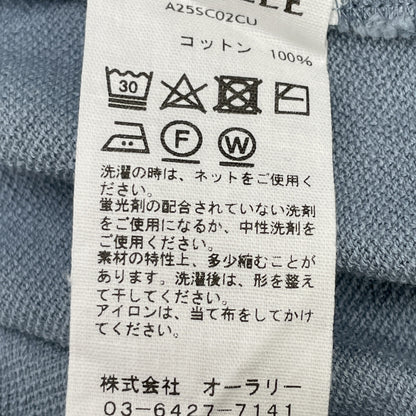 A25SC02CU
コットン 100%
30
F W
洗濯の時は、ネットをご使用く
ださい。
蛍光剤の配合されていない洗剤
をご使用になるか、中性洗剤を
ご使用ください。
素材の特性上、多少縮むことが
あります。洗濯後は、形を整え
て干してください。
アイロンは、当て布をしてかけ
てください。
株式会社 オーラリー
03-6427-7141